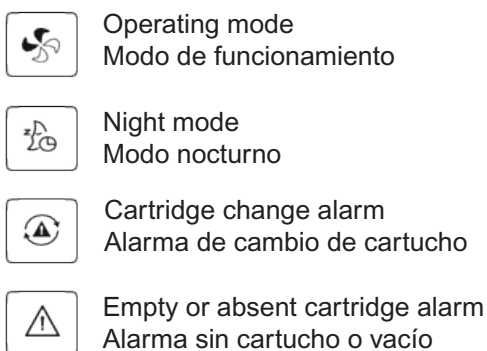 Operating mode
Modo de funcionamiento
Night mode
Modo nocturno
Cartridge change alarm
Alarma de cambio de cartucho
Empty or absent cartridge alarm
Alarma sin cartucho o vacío